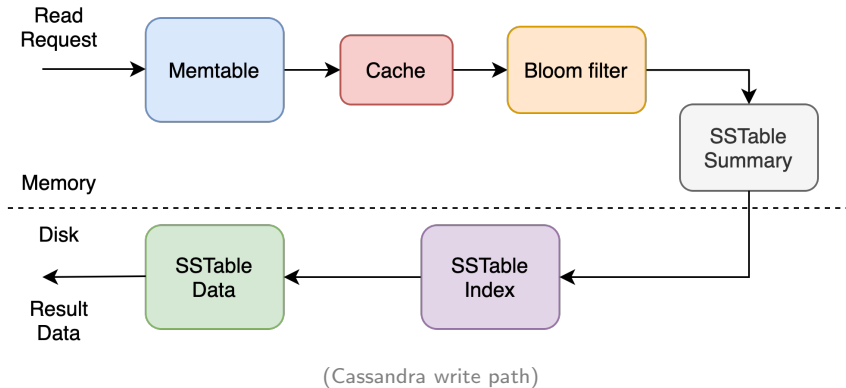 Read
Request
Memtable
Cache
Bloom filter
SSTable
Summary
Memory
Disk
SSTable
Data
SSTable
Index
Result
Data
(Cassandra write path)